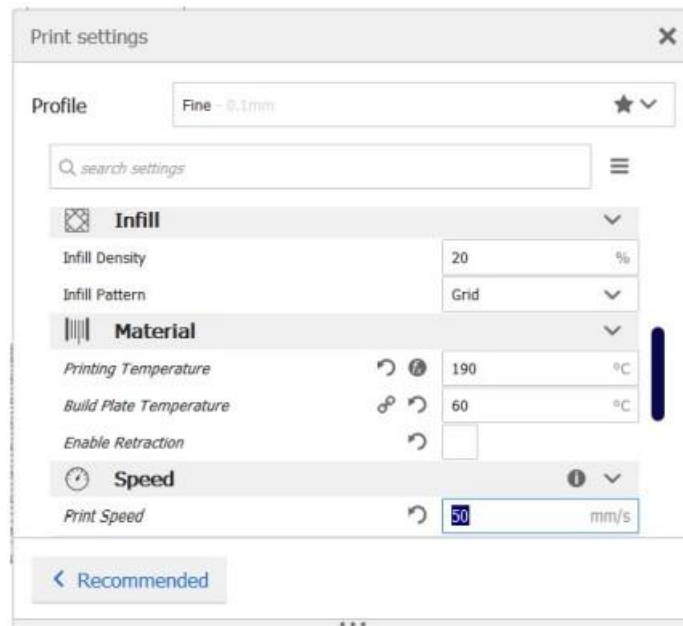 Print settings
Profile Fine - 0.1mm
search settings
Infill
Infill Density 20 %
Infill Pattern Grid
Material
Printing Temperature 190 °C
Build Plate Temperature 60 °C
Enable Retraction
Speed
Print Speed 50 mm/s
Recommended